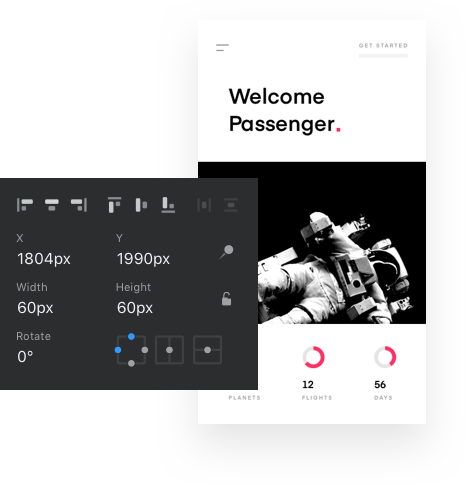 GET STARTED
Welcome
Passenger.
X
Y
1804px
1990px
Width
Height
60px
60px
Rotate
0°
12
56
PLANETS
FLIGHTS
DAYS